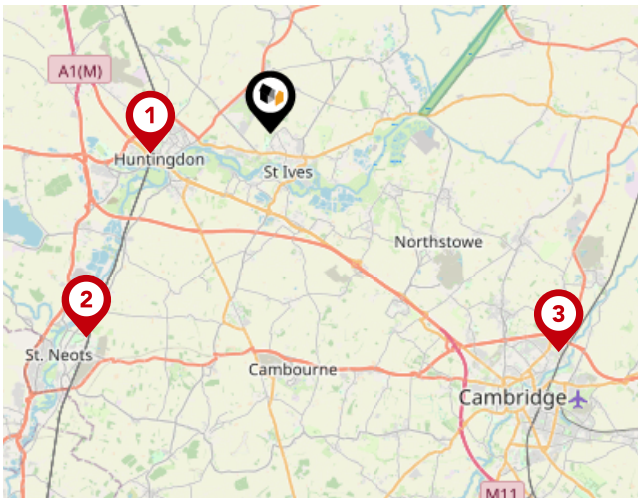 A1(M)
1
Huntingdon
St Ives
Northstowe
2
3
St. Neots
Cambourne
Cambridge
M11